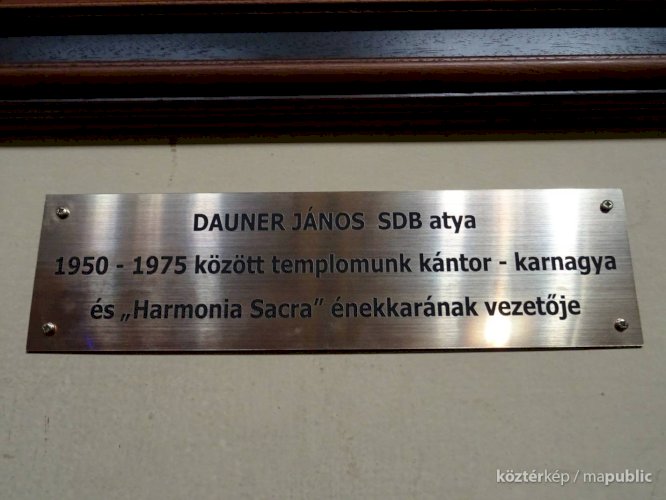 DAUNER JÁNOS SDB atya
1950 - 1975 között templomunk kántor - karnagya
és „Harmonia Sacra” énekkarának vezetője
köztérkép / mapublic